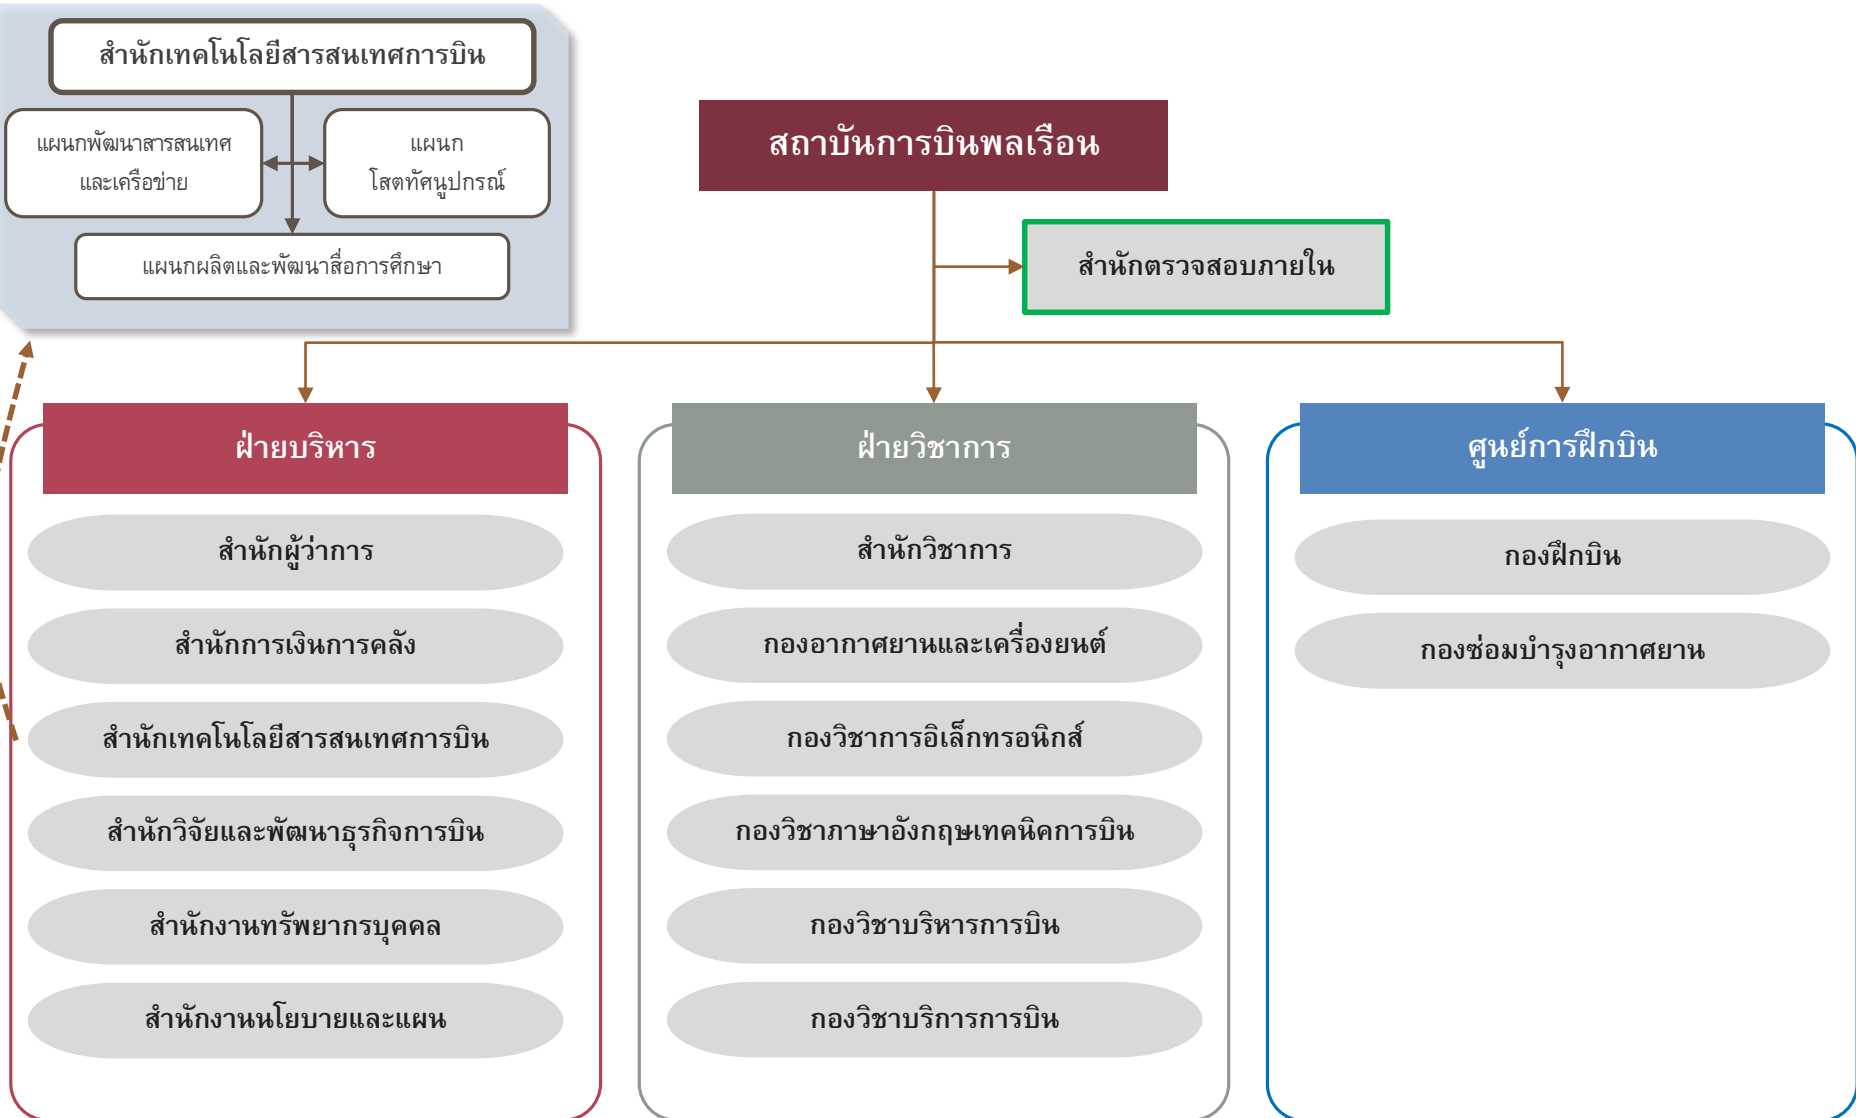 สำนักเทคโนโลยีสารสนเทศการบิน
แผนกพัฒนาสารสนเทศ
และเครือข่าย
แผนก
โสตทัศนูปกรณ์
แผนกผลิตและพัฒนาสื่อการศึกษา
สถาบันการบินพลเรือน
สำนักตรวจสอบภายใน
ฝ่ายบริหาร
สำนักผู้ว่าการ
สำนักการเงินการคลัง
สำนักเทคโนโลยีสารสนเทศการบิน
สำนักวิจัยและพัฒนาธุรกิจการบิน
สำนักงานทรัพยากรบุคคล
สำนักงานนโยบายและแผน
ฝ่ายวิชาการ
สำนักวิชาการ
กองอากาศยานและเครื่องยนต์
กองวิชาการอิเล็กทรอนิกส์
กองวิชาภาษาอังกฤษเทคนิคการบิน
กองวิชาบริหารการบิน
กองวิชาบริการการบิน
ศูนย์การฝึกบิน
กองฝึกบิน
กองซ่อมบำรุงอากาศยาน